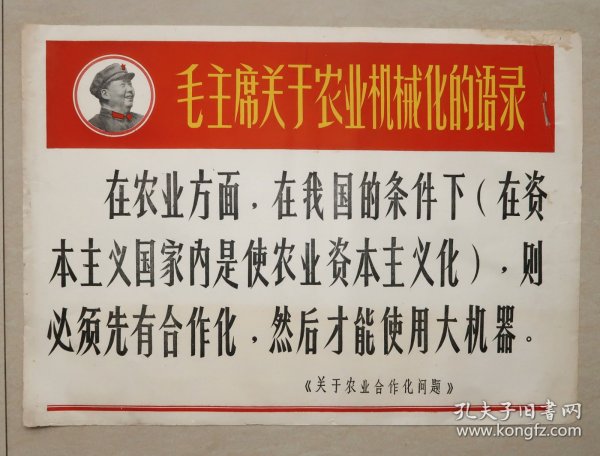 毛主席关于农业机械化的语录
在农业方面，在我国的条件下（在资
本主义国家内是使农业资本主义化），则
必须先有合作化，然后才能使用大机器。
《关于农业合作化问题》
孔夫子旧书网
www.kongfz.com